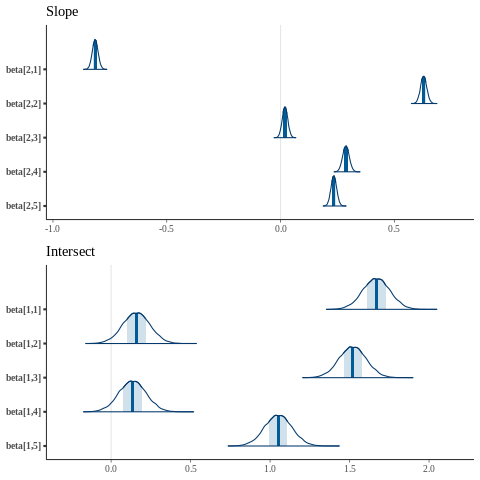 Slope
beta[2,1]
beta[2,2]
beta[2,3]
beta[2,4]
beta[2,5]
-1.0 -0.5 0.0 0.5
Intersect
beta[1,1]
beta[1,2]
beta[1,3]
beta[1,4]
beta[1,5]
0.0 0.5 1.0 1.5 2.0